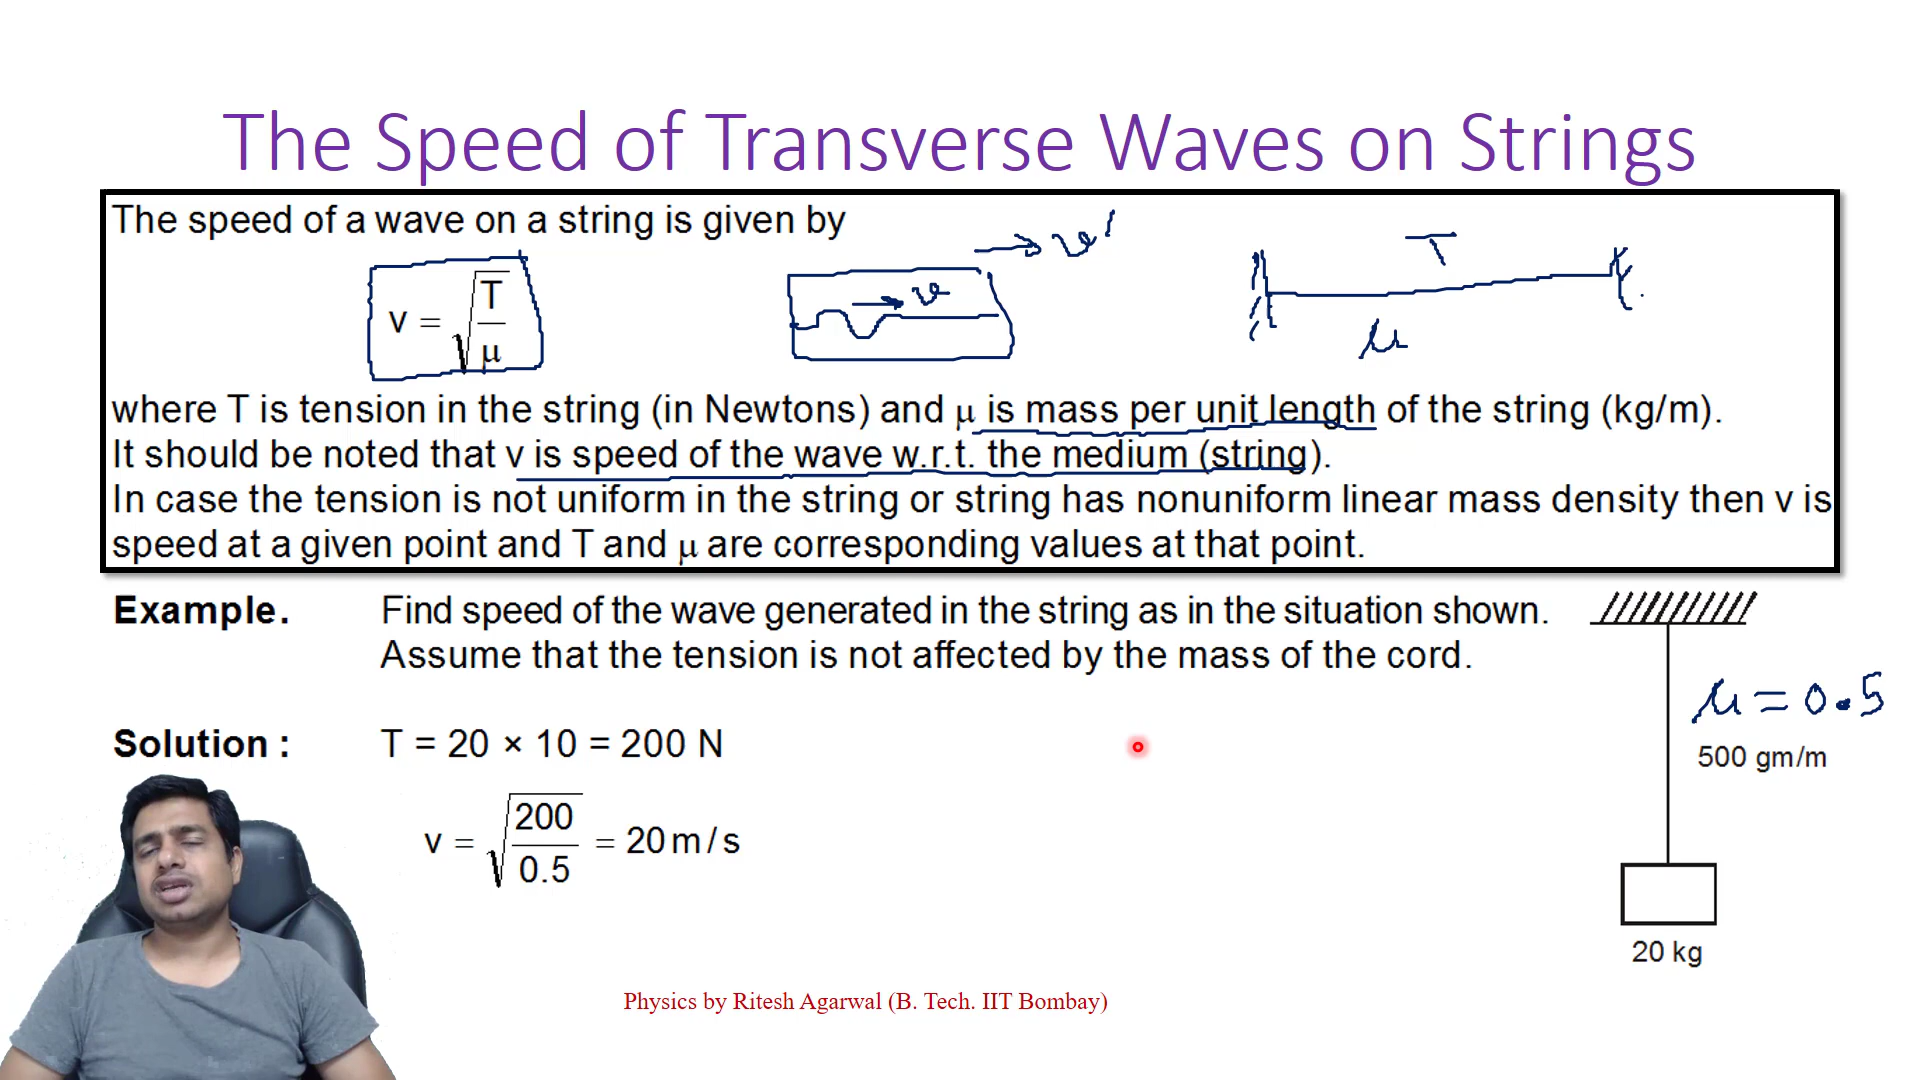 The Speed of Transverse Waves on Strings
The speed of a wave on a string is given by
v = √(T/μ)
v
v'
T
μ
where T is tension in the string (in Newtons) and μ is mass per unit length of the string (kg/m).
It should be noted that v is speed of the wave w.r.t. the medium (string).
In case the tension is not uniform in the string or string has nonuniform linear mass density then v is
speed at a given point and T and μ are corresponding values at that point.
Example. Find speed of the wave generated in the string as in the situation shown.
Assume that the tension is not affected by the mass of the cord.
μ = 0.5
500 gm/m
20 kg
Solution : T = 20 × 10 = 200 N
v = √(200/0.5) = 20 m/s
Physics by Ritesh Agarwal (B. Tech. IIT Bombay)